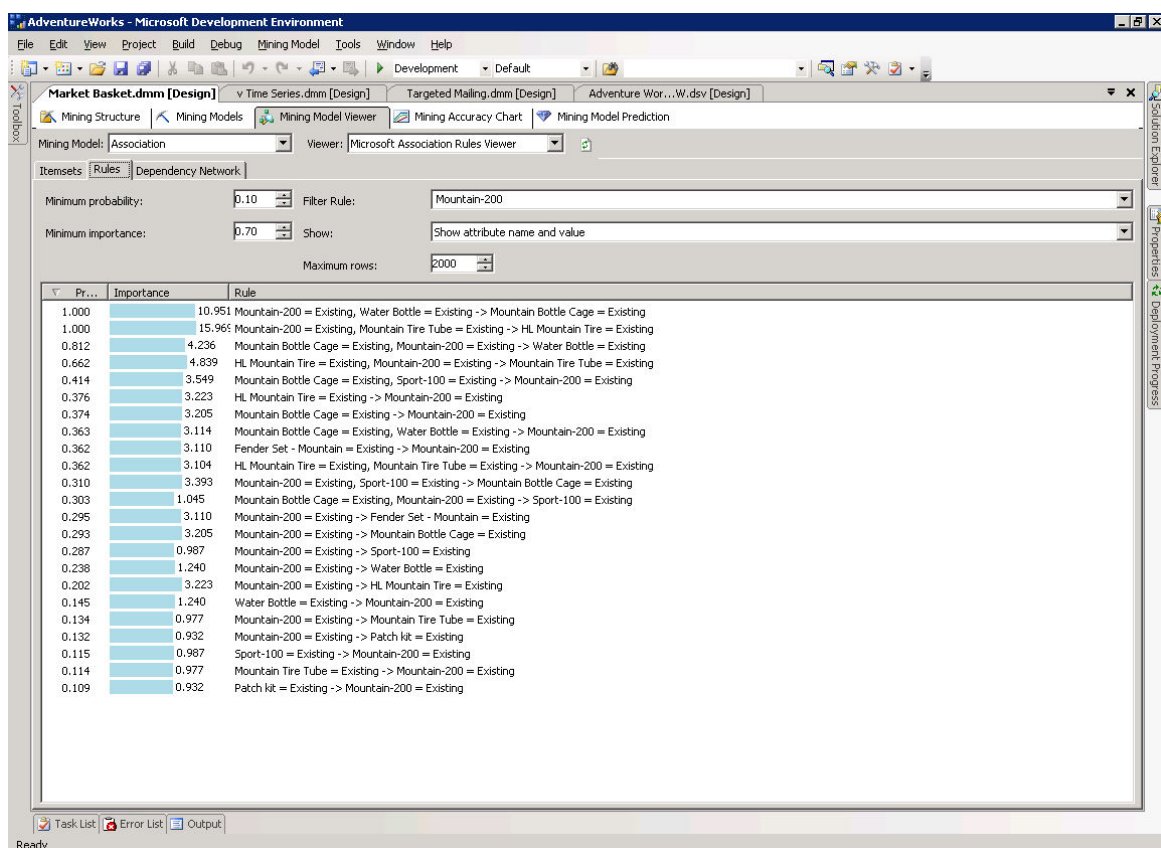 AdventureWorks - Microsoft Development Environment
File Edit View Project Build Debug Mining Model Tools Window Help
Development Default
Market Basket.dmm [Design] v Time Series.dmm [Design] Targeted Mailing.dmm [Design] Adventure Wor...W.dsv [Design]
Toolbox
Solution Explorer
Properties
Deployment Progress
Mining Structure Mining Models Mining Model Viewer Mining Accuracy Chart Mining Model Prediction
Mining Model: Association Viewer: Microsoft Association Rules Viewer
Itemsets Rules Dependency Network
Minimum probability: 0.10 Filter Rule: Mountain-200
Minimum importance: 0.70 Show: Show attribute name and value
Maximum rows: 2000
Pr... Importance Rule
1.000 10.951 Mountain-200 = Existing, Water Bottle = Existing -> Mountain Bottle Cage = Existing
1.000 15.969 Mountain-200 = Existing, Mountain Tire Tube = Existing -> HL Mountain Tire = Existing
0.812 4.236 Mountain Bottle Cage = Existing, Mountain-200 = Existing -> Water Bottle = Existing
0.662 4.839 HL Mountain Tire = Existing, Mountain-200 = Existing -> Mountain Tire Tube = Existing
0.414 3.549 Mountain Bottle Cage = Existing, Sport-100 = Existing -> Mountain-200 = Existing
0.376 3.223 HL Mountain Tire = Existing -> Mountain-200 = Existing
0.374 3.205 Mountain Bottle Cage = Existing -> Mountain-200 = Existing
0.363 3.114 Mountain Bottle Cage = Existing, Water Bottle = Existing -> Mountain-200 = Existing
0.362 3.110 Fender Set - Mountain = Existing -> Mountain-200 = Existing
0.362 3.104 HL Mountain Tire = Existing, Mountain Tire Tube = Existing -> Mountain-200 = Existing
0.310 3.393 Mountain-200 = Existing, Sport-100 = Existing -> Mountain Bottle Cage = Existing
0.303 1.045 Mountain Bottle Cage = Existing, Mountain-200 = Existing -> Sport-100 = Existing
0.295 3.110 Mountain-200 = Existing -> Fender Set - Mountain = Existing
0.293 3.205 Mountain-200 = Existing -> Mountain Bottle Cage = Existing
0.287 0.987 Mountain-200 = Existing -> Sport-100 = Existing
0.238 1.240 Mountain-200 = Existing -> Water Bottle = Existing
0.202 3.223 Mountain-200 = Existing -> HL Mountain Tire = Existing
0.145 1.240 Water Bottle = Existing -> Mountain-200 = Existing
0.134 0.977 Mountain-200 = Existing -> Mountain Tire Tube = Existing
0.132 0.932 Mountain-200 = Existing -> Patch kit = Existing
0.115 0.987 Sport-100 = Existing -> Mountain-200 = Existing
0.114 0.977 Mountain Tire Tube = Existing -> Mountain-200 = Existing
0.109 0.932 Patch kit = Existing -> Mountain-200 = Existing
Task List Error List Output
Ready